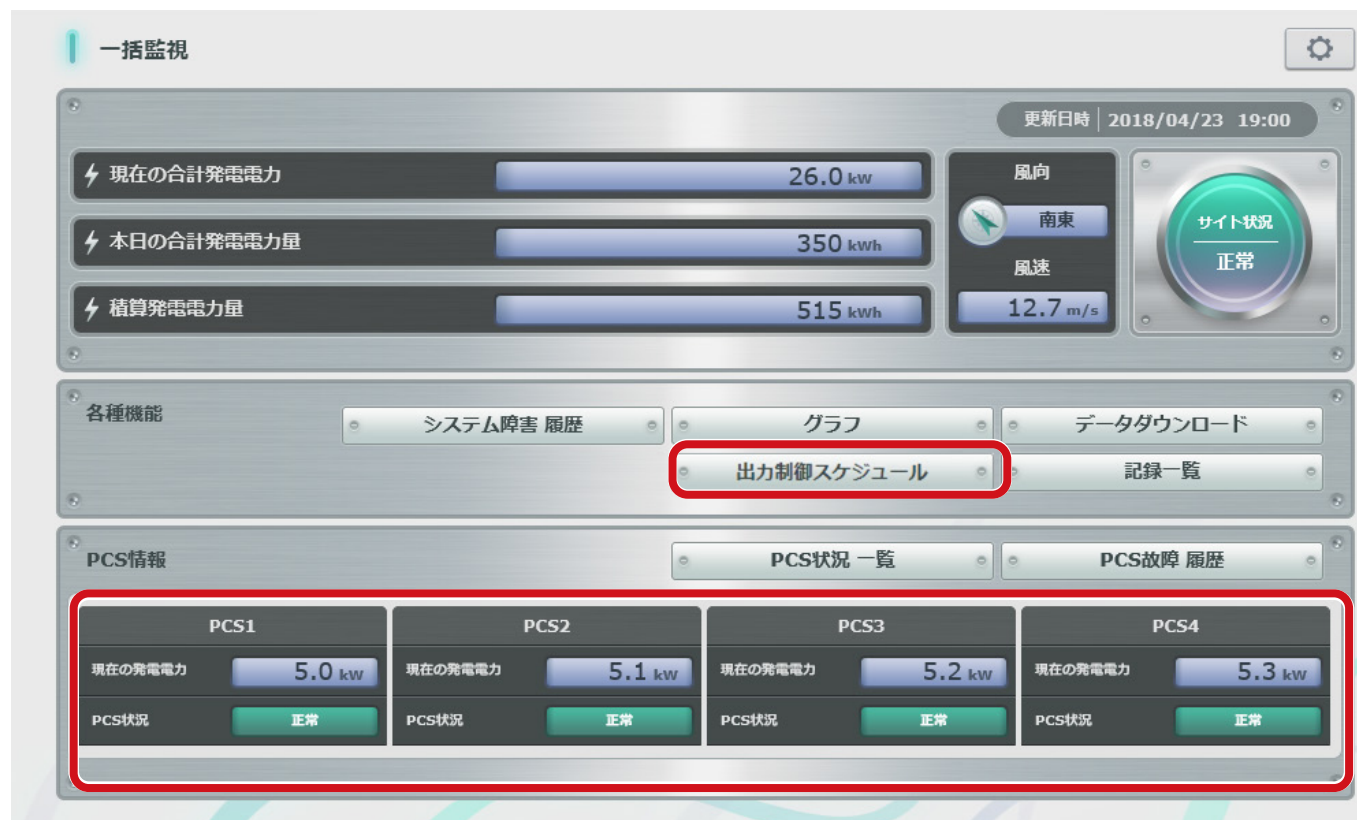 一括監視
更新日時 2018/04/23 19:00
現在の合計発電電力 26.0 kW
本日の合計発電電力量 350 kWh
積算発電電力量 515 kWh
風向
南東
風速
12.7 m/s
サイト状況
正常
各種機能
システム障害 履歴
グラフ
データダウンロード
出力制御スケジュール
記録一覧
PCS情報
PCS状況 一覧
PCS故障 履歴
PCS1
現在の発電電力 5.0 kW
PCS状況 正常
PCS2
現在の発電電力 5.1 kW
PCS状況 正常
PCS3
現在の発電電力 5.2 kW
PCS状況 正常
PCS4
現在の発電電力 5.3 kW
PCS状況 正常